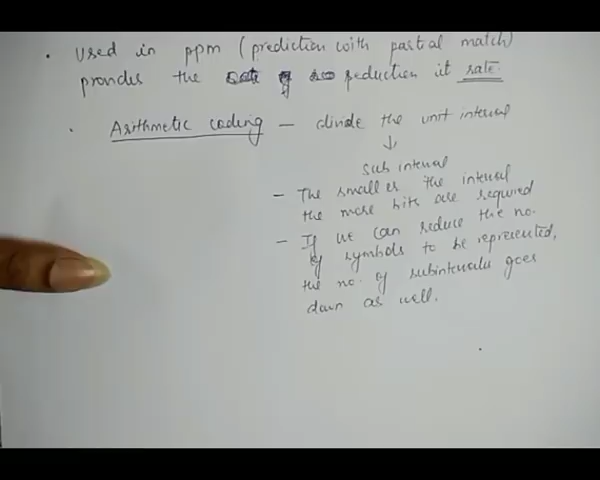 • Used in ppm (prediction with partial match)
provides the reduction it rate
• Arithmetic coding – divide the unit interval
↓
sub interval
– The smaller the interval
the more bits are required
– If we can reduce the no.
of symbols to be represented,
the no. of subintervals goes
down as well.